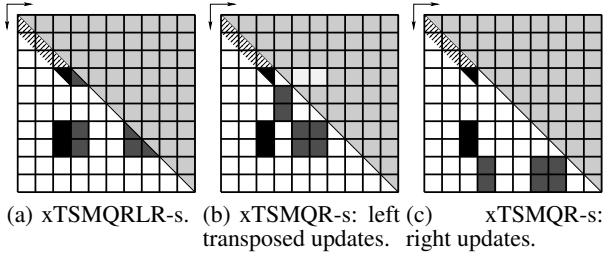 (a) xTSMQRLR-s.
(b) xTSMQR-s: left
transposed updates.
(c) xTSMQR-s:
right updates.